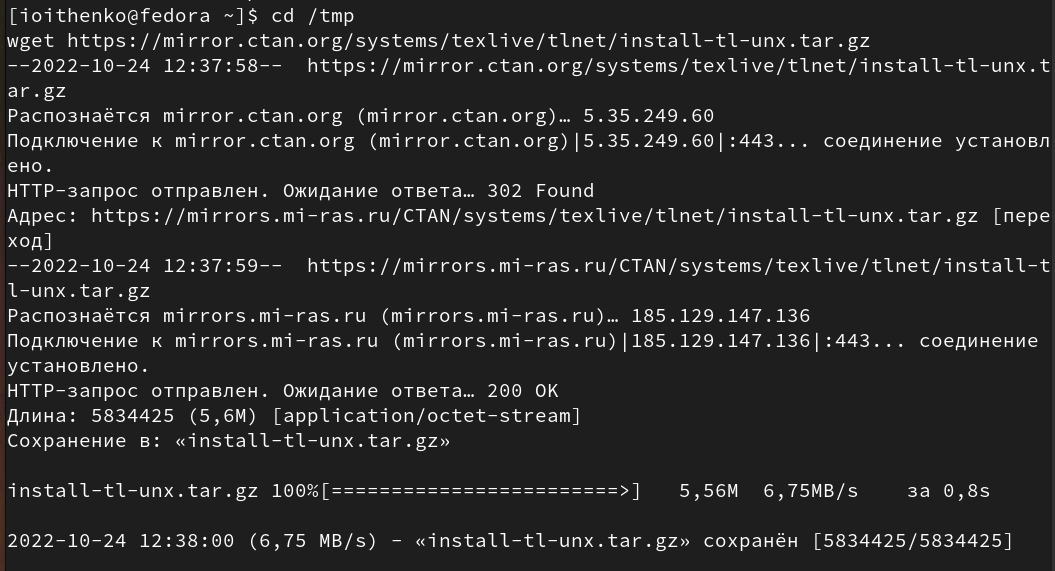 [ioithenko@fedora ~]$ cd /tmp
wget https://mirror.ctan.org/systems/texlive/tlnet/install-tl-unx.tar.gz
--2022-10-24 12:37:58--  https://mirror.ctan.org/systems/texlive/tlnet/install-tl-unx.t
ar.gz
Распознаётся mirror.ctan.org (mirror.ctan.org)… 5.35.249.60
Подключение к mirror.ctan.org (mirror.ctan.org)|5.35.249.60|:443... соединение установл
ено.
HTTP-запрос отправлен. Ожидание ответа… 302 Found
Адрес: https://mirrors.mi-ras.ru/CTAN/systems/texlive/tlnet/install-tl-unx.tar.gz [пере
ход]
--2022-10-24 12:37:59--  https://mirrors.mi-ras.ru/CTAN/systems/texlive/tlnet/install-t
l-unx.tar.gz
Распознаётся mirrors.mi-ras.ru (mirrors.mi-ras.ru)… 185.129.147.136
Подключение к mirrors.mi-ras.ru (mirrors.mi-ras.ru)|185.129.147.136|:443... соединение
установлено.
HTTP-запрос отправлен. Ожидание ответа… 200 OK
Длина: 5834425 (5,6M) [application/octet-stream]
Сохранение в: «install-tl-unx.tar.gz»
install-tl-unx.tar.gz 100%[========================>]   5,56M  6,75MB/s    за 0,8s
2022-10-24 12:38:00 (6,75 MB/s) - «install-tl-unx.tar.gz» сохранён [5834425/5834425]